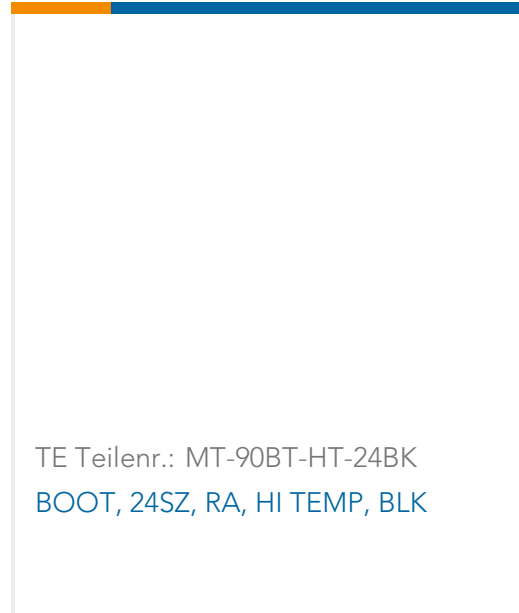 TE Teilenr.: MT-90BT-HT-24BK
BOOT, 24SZ, RA, HI TEMP, BLK